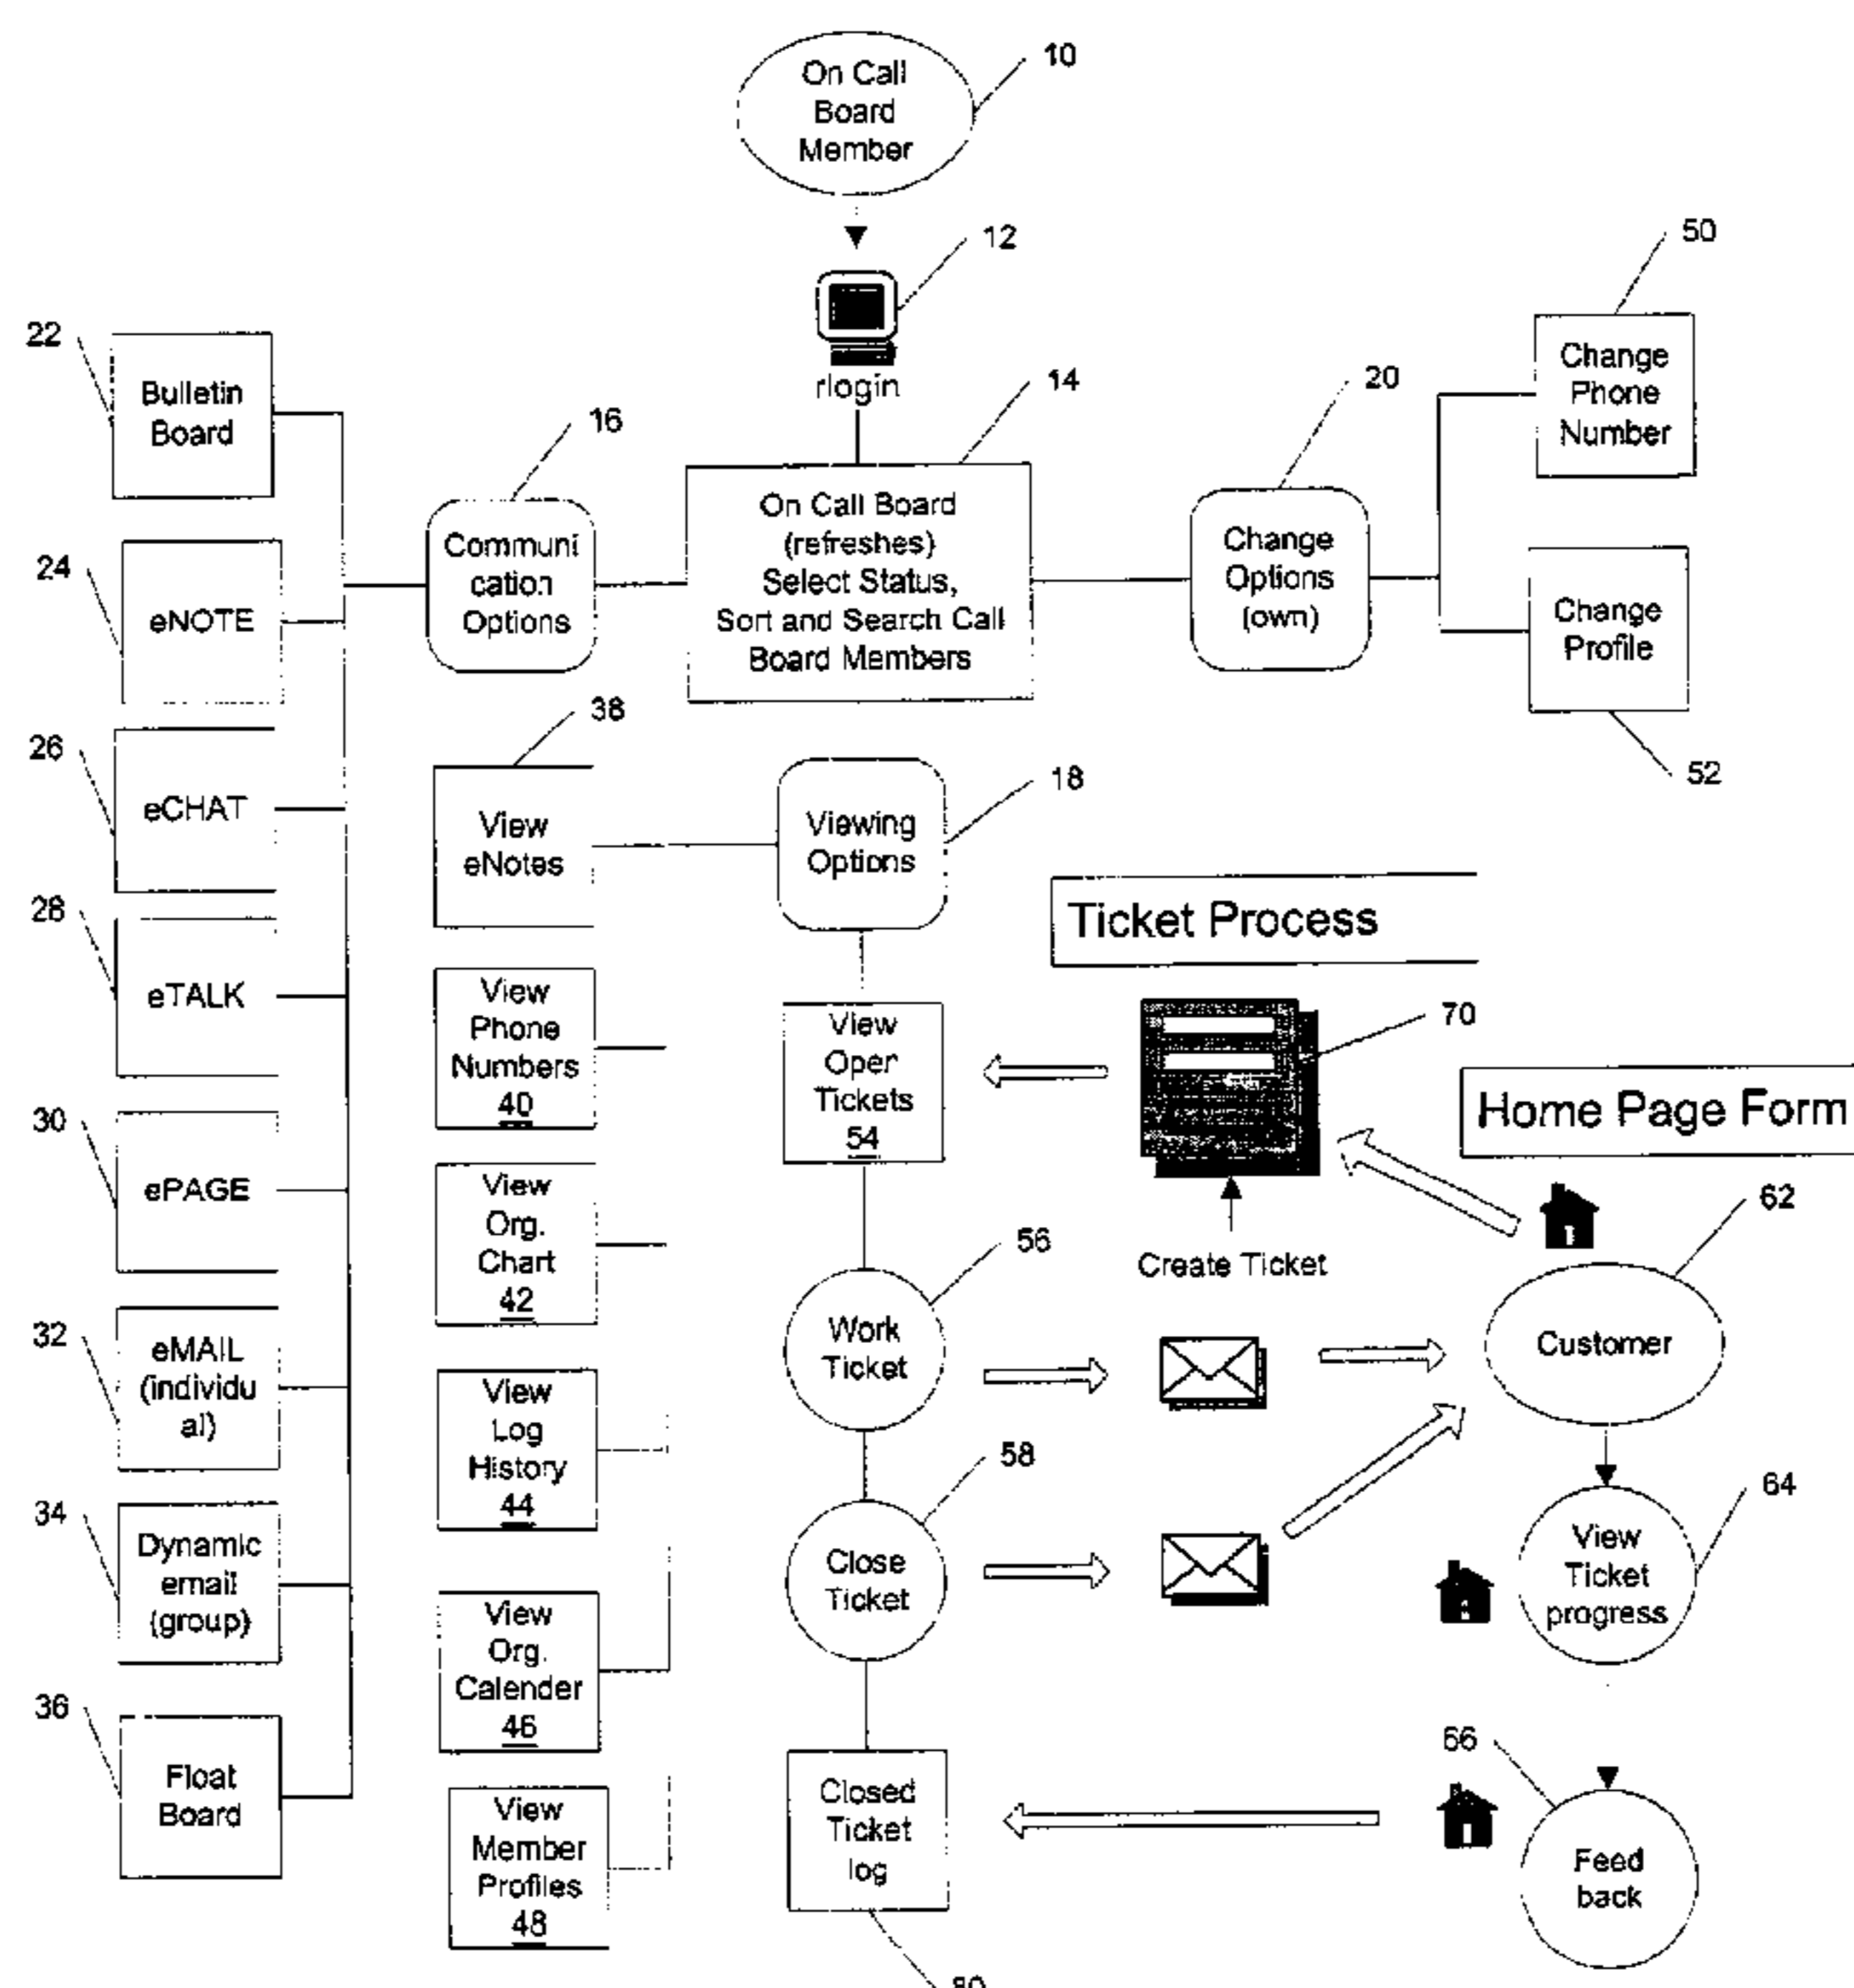 10
On Call
Board
Member
12
rlogin
50
Change
Phone
Number
22
Bulletin
Board
14
20
16
On Call Board
(refreshes)
Select Status,
Sort and Search Call
Board Members
Communi
cation
Options
Change
Options
(own)
24
eNOTE
Change
Profile
52
26
eCHAT
38
View
eNotes
18
Viewing
Options
28
eTALK
Ticket Process
View
Phone
Numbers
40
View
Oper
Tickets
54
70
Home Page Form
30
ePAGE
View
Org.
Chart
42
56
Work
Ticket
Create Ticket
62
Customer
32
eMAIL
(individu
al)
View
Log
History
44
58
Close
Ticket
64
View
Ticket
progress
34
Dynamic
email
(group)
View
Org.
Calender
46
36
Float
Board
View
Member
Profiles
48
Closed
Ticket
log
66
Feed
back